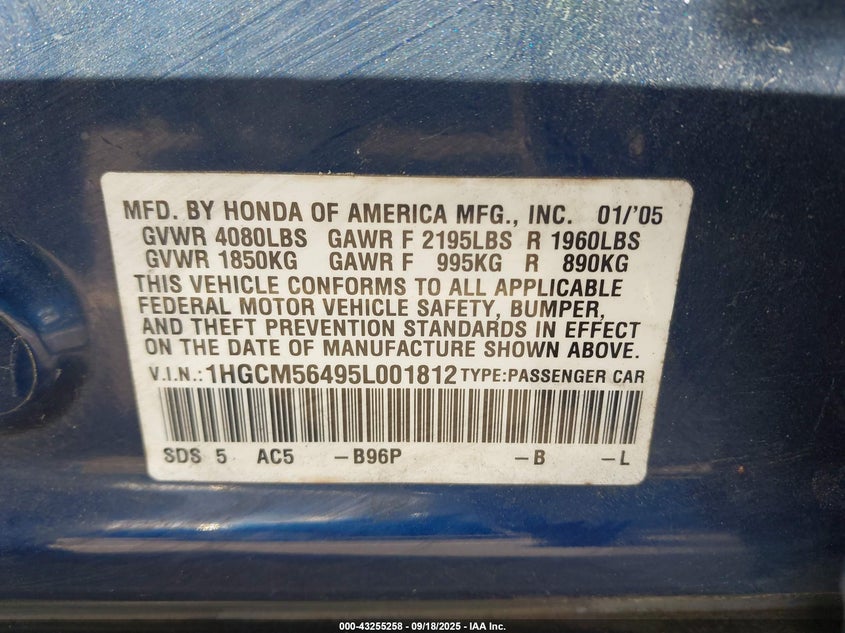 MFD. BY HONDA OF AMERICA MFG., INC. 01/'05
GVWR 4080LBS GAWR F 2195LBS R 1960LBS
GVWR 1850KG GAWR F 995KG R 890KG
THIS VEHICLE CONFORMS TO ALL APPLICABLE
FEDERAL MOTOR VEHICLE SAFETY, BUMPER,
AND THEFT PREVENTION STANDARDS IN EFFECT
ON THE DATE OF MANUFACTURE SHOWN ABOVE.
V.I.N.:1HGCM56495L001812 TYPE:PASSENGER CAR
SDS 5 AC5 –B96P –B –L
000-43255258 - 09/18/2025 - IAA Inc.